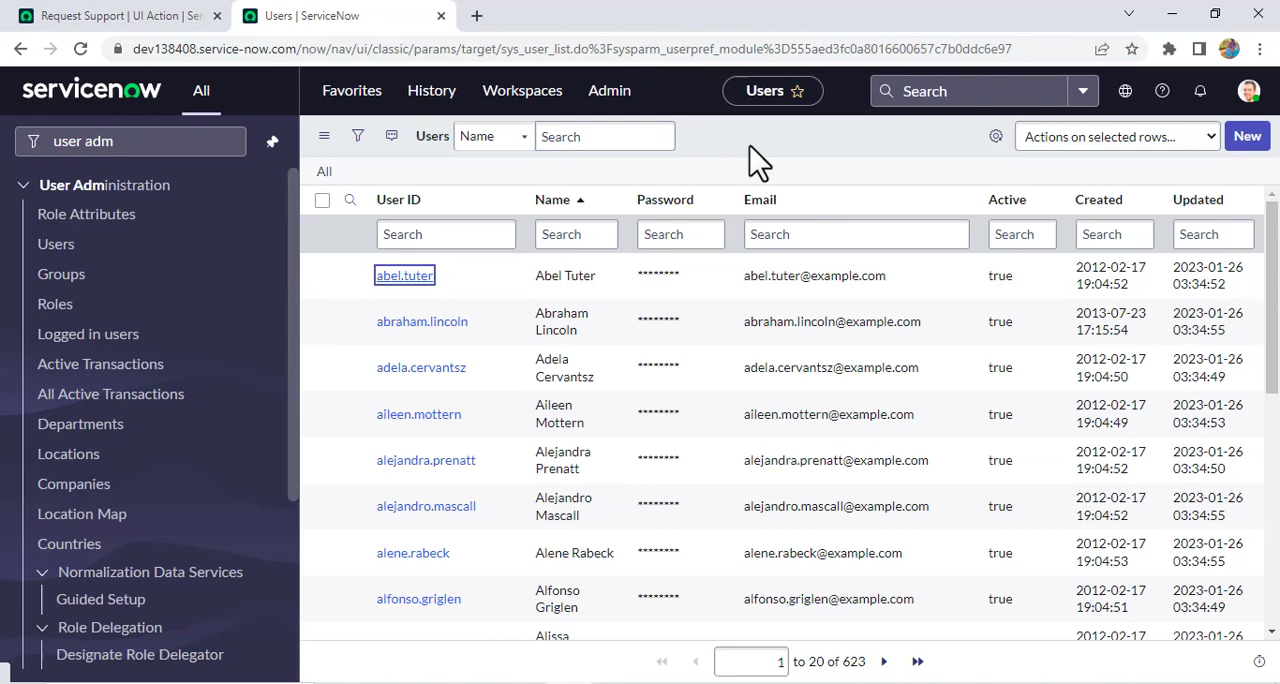 Request Support | UI Action | Ser
Users | ServiceNow
dev138408.service-now.com/now/nav/ui/classic/params/target/sys_user_list.do%3Fsysparm_userpref_module%3D555aed3fc0a8016600657c7b0ddc6e97
servicenow
All
Favorites
History
Workspaces
Admin
Users
Search
user adm
Users
Name
Search
Actions on selected rows...
New
All
User Administration
Role Attributes
Users
Groups
Roles
Logged in users
Active Transactions
All Active Transactions
Departments
Locations
Companies
Location Map
Countries
Normalization Data Services
Guided Setup
Role Delegation
Designate Role Delegator
User ID Name Password Email Active Created Updated
Search Search Search Search Search Search Search
abel.tuter Abel Tuter ******** abel.tuter@example.com true 2012-02-17 2023-01-26
19:04:52 03:34:52
abraham.lincoln Abraham ******** abraham.lincoln@example.com true 2013-07-23 2023-01-26
Lincoln 17:15:54 03:34:55
adela.cervantsz Adela ******** adela.cervantsz@example.com true 2012-02-17 2023-01-26
Cervantsz 19:04:50 03:34:49
aileen.mottern Aileen ******** aileen.mottern@example.com true 2012-02-17 2023-01-26
Mottern 19:04:49 03:34:53
alejandra.prenatt Alejandra ******** alejandra.prenatt@example.com true 2012-02-17 2023-01-26
Prenatt 19:04:52 03:34:50
alejandro.mascall Alejandro ******** alejandro.mascall@example.com true 2012-02-17 2023-01-26
Mascall 19:04:52 03:34:55
alene.rabeck Alene Rabeck ******** alene.rabeck@example.com true 2012-02-17 2023-01-26
19:04:53 03:34:55
alfonso.griglen Alfonso ******** alfonso.griglen@example.com true 2012-02-17 2023-01-26
Griglen 19:04:51 03:34:49
Alissa 2012-02-17 2023-01-26
1 to 20 of 623